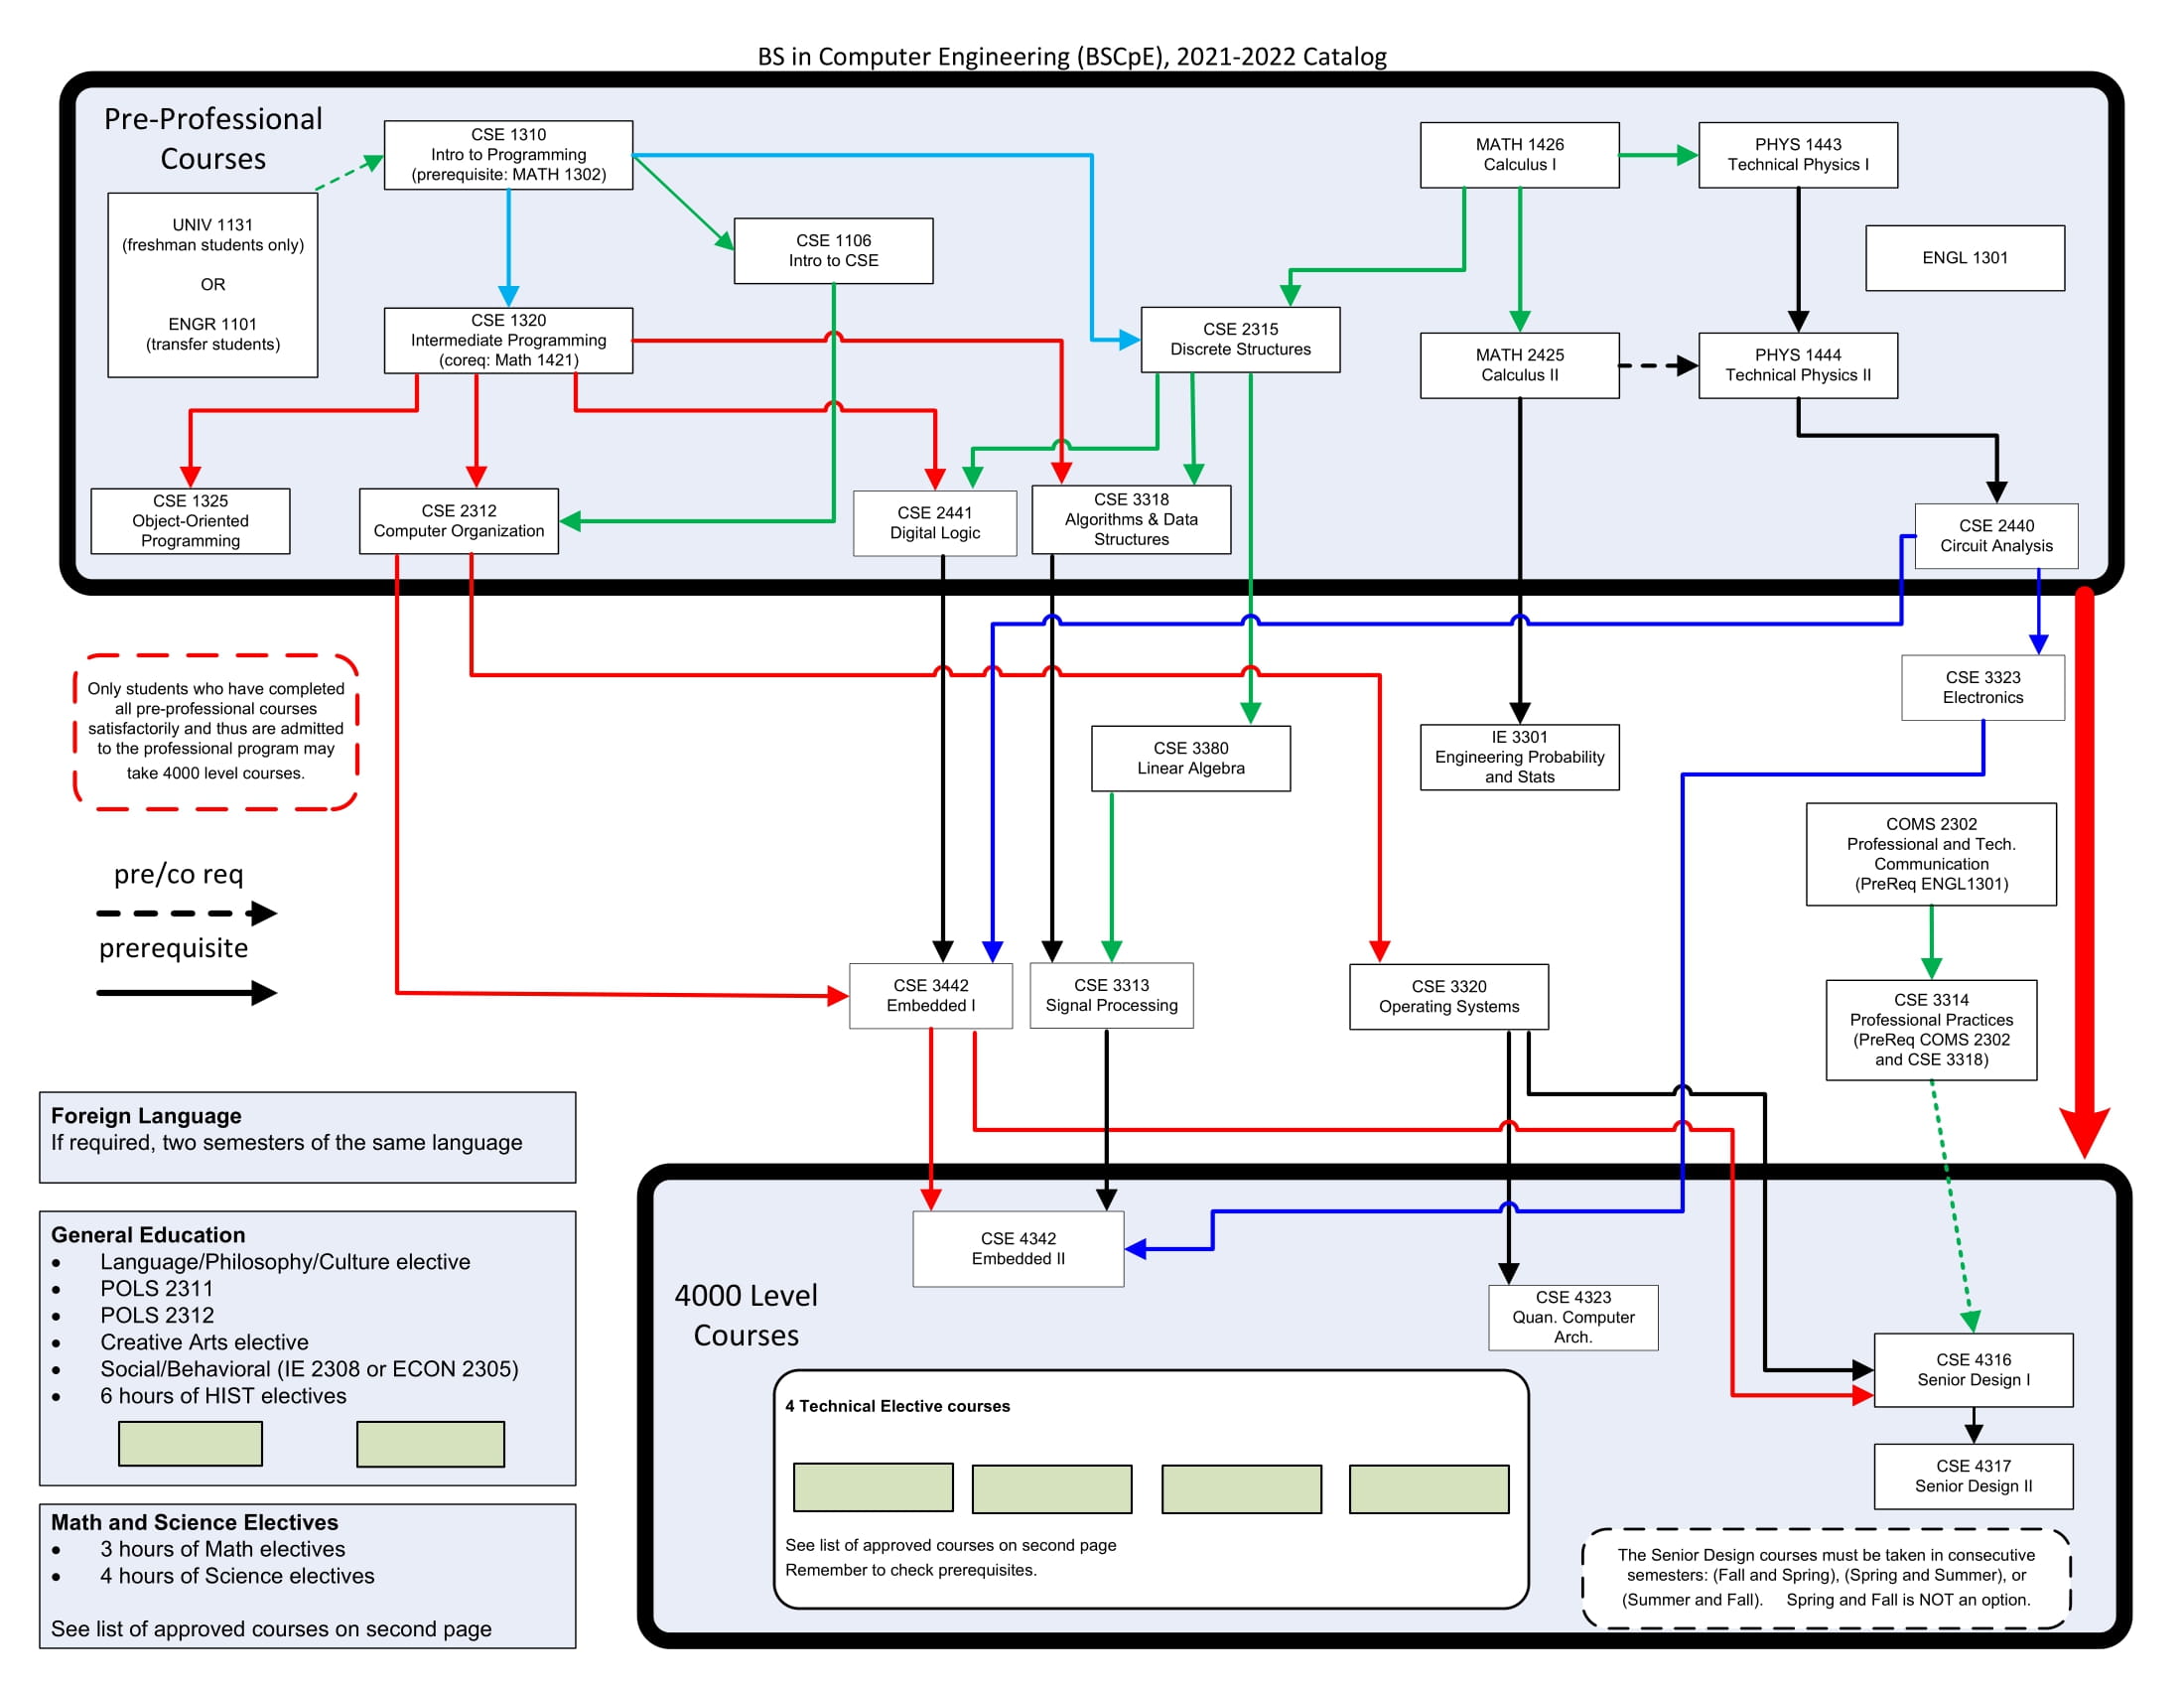 BS in Computer Engineering (BSCpE), 2021-2022 Catalog
Pre-Professional
Courses
CSE 1310
Intro to Programming
(prerequisite: MATH 1302)
MATH 1426
Calculus I
PHYS 1443
Technical Physics I
UNIV 1131
(freshman students only)
OR
ENGR 1101
(transfer students)
CSE 1106
Intro to CSE
ENGL 1301
CSE 1320
Intermediate Programming
(coreq: Math 1421)
CSE 2315
Discrete Structures
MATH 2425
Calculus II
PHYS 1444
Technical Physics II
CSE 1325
Object-Oriented
Programming
CSE 2312
Computer Organization
CSE 2441
Digital Logic
CSE 3318
Algorithms & Data
Structures
CSE 2440
Circuit Analysis
Only students who have completed
all pre-professional courses
satisfactorily and thus are admitted
to the professional program may
take 4000 level courses.
CSE 3323
Electronics
CSE 3380
Linear Algebra
IE 3301
Engineering Probability
and Stats
COMS 2302
Professional and Tech.
Communication
(PreReq ENGL1301)
pre/co req
prerequisite
CSE 3442
Embedded I
CSE 3313
Signal Processing
CSE 3320
Operating Systems
CSE 3314
Professional Practices
(PreReq COMS 2302
and CSE 3318)
Foreign Language
If required, two semesters of the same language
General Education
• Language/Philosophy/Culture elective
• POLS 2311
• POLS 2312
• Creative Arts elective
• Social/Behavioral (IE 2308 or ECON 2305)
• 6 hours of HIST electives
Math and Science Electives
• 3 hours of Math electives
• 4 hours of Science electives
See list of approved courses on second page
CSE 4342
Embedded II
4000 Level
Courses
CSE 4323
Quan. Computer
Arch.
CSE 4316
Senior Design I
CSE 4317
Senior Design II
4 Technical Elective courses
See list of approved courses on second page
Remember to check prerequisites.
The Senior Design courses must be taken in consecutive
semesters: (Fall and Spring), (Spring and Summer), or
(Summer and Fall). Spring and Fall is NOT an option.